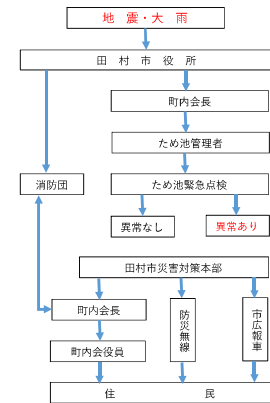 地 震・大 雨
田 村 市 役 所
町内会長
ため池管理者
消防団
ため池緊急点検
異常なし
異常あり
田村市災害対策本部
町内会長
防災無線
市広報車
町内会役員
住 民